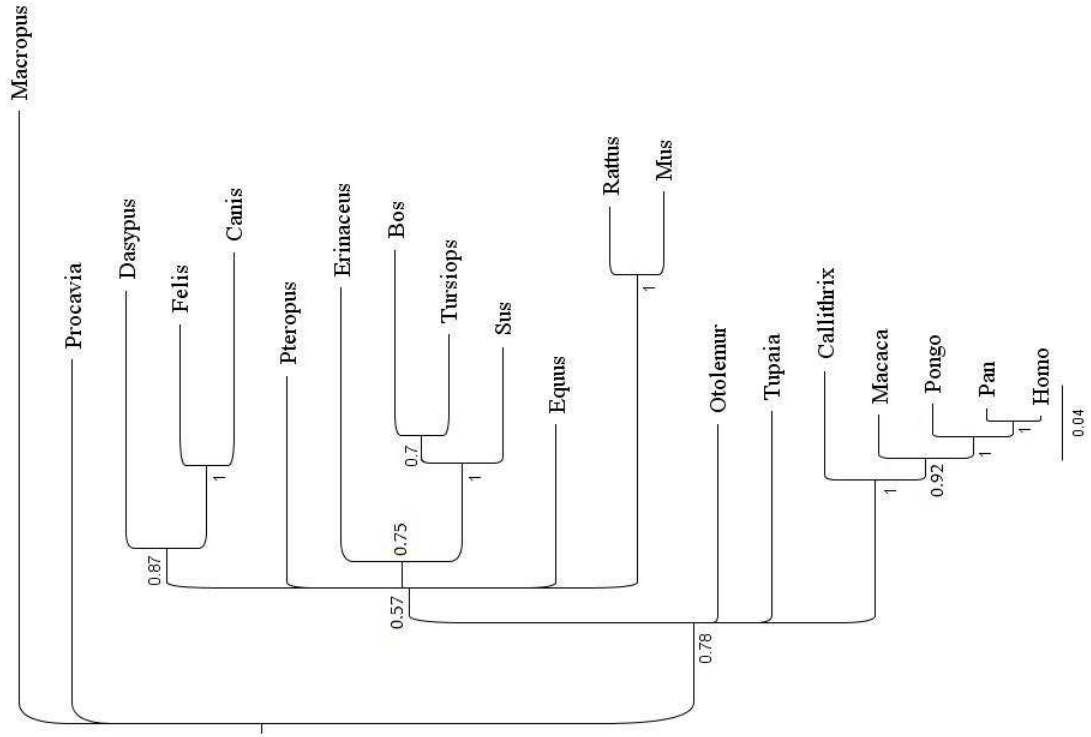 Macropus
Procavia
Dasypus
Felis
Canis
Pteropus
Erinaceus
Bos
Tursiops
Sus
Equus
Rattus
Mus
Otolemur
Tupaia
Callithrix
Macaca
Pongo
Pan
Homo
0.87
1
0.7
1
0.75
0.57
1
0.78
1
0.92
1
1
0.04